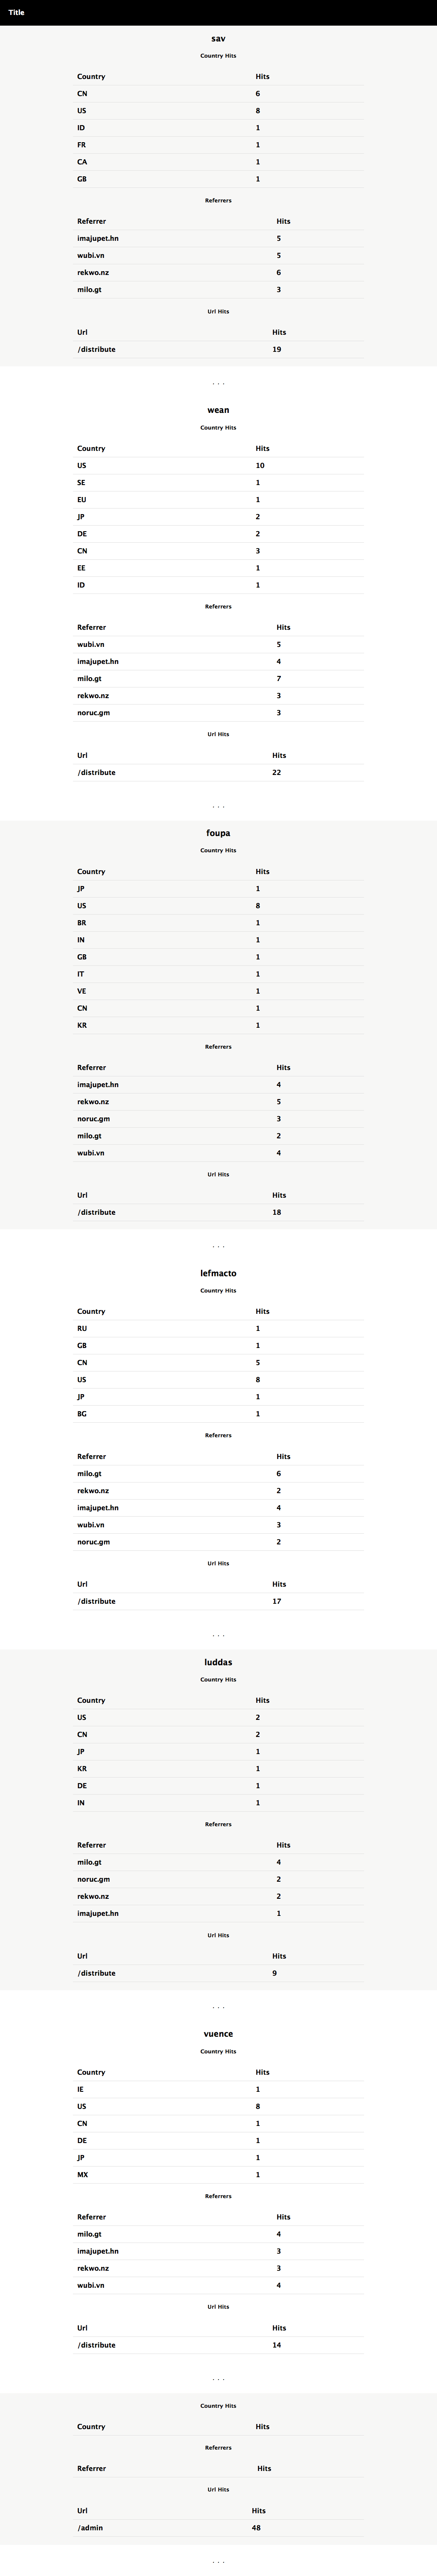 Title
sav
Country Hits
Country Hits
CN 6
US 8
ID 1
FR 1
CA 1
GB 1
Referrers
Referrer Hits
imajupet.hn 5
wubi.vn 5
rekwo.nz 6
milo.gt 3
Url Hits
Url Hits
/distribute 19
. . .
wean
Country Hits
Country Hits
US 10
SE 1
EU 1
JP 2
DE 2
CN 3
EE 1
ID 1
Referrers
Referrer Hits
wubi.vn 5
imajupet.hn 4
milo.gt 7
rekwo.nz 3
noruc.gm 3
Url Hits
Url Hits
/distribute 22
. . .
foupa
Country Hits
Country Hits
JP 1
US 8
BR 1
IN 1
GB 1
IT 1
VE 1
CN 1
KR 1
Referrers
Referrer Hits
imajupet.hn 4
rekwo.nz 5
noruc.gm 3
milo.gt 2
wubi.vn 4
Url Hits
Url Hits
/distribute 18
. . .
lefmacto
Country Hits
Country Hits
RU 1
GB 1
CN 5
US 8
JP 1
BG 1
Referrers
Referrer Hits
milo.gt 6
rekwo.nz 2
imajupet.hn 4
wubi.vn 3
noruc.gm 2
Url Hits
Url Hits
/distribute 17
. . .
luddas
Country Hits
Country Hits
US 2
CN 2
JP 1
KR 1
DE 1
IN 1
Referrers
Referrer Hits
milo.gt 4
noruc.gm 2
rekwo.nz 2
imajupet.hn 1
Url Hits
Url Hits
/distribute 9
. . .
vuence
Country Hits
Country Hits
IE 1
US 8
CN 1
DE 1
JP 1
MX 1
Referrers
Referrer Hits
milo.gt 4
imajupet.hn 3
rekwo.nz 3
wubi.vn 4
Url Hits
Url Hits
/distribute 14
. . .
Country Hits
Country Hits
Referrers
Referrer Hits
Url Hits
Url Hits
/admin 48
. . .